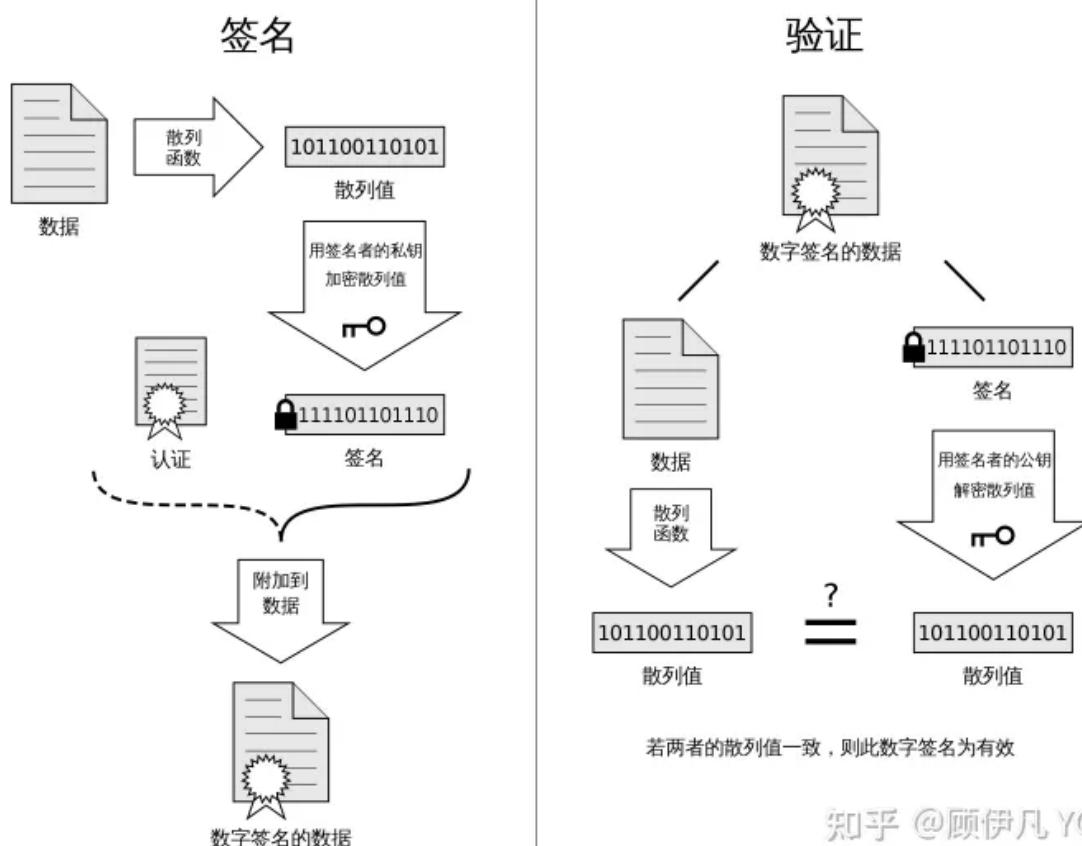 签名
散列
函数
101100110101
散列值
数据
用签名者的私钥
加密散列值
认证
111101101110
签名
附加到
数据
数字签名的数据
验证
数字签名的数据
数据
111101101110
签名
散列
函数
用签名者的公钥
解密散列值
101100110101
散列值
?
101100110101
散列值
若两者的散列值一致，则此数字签名为有效
知乎 @顾伊凡 YO